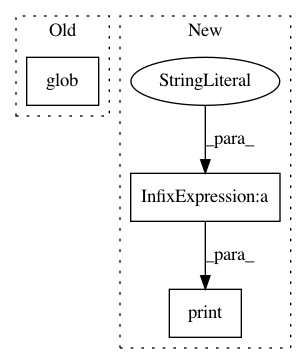 Old
New
glob
StringLiteral
_para_
InfixExpression:a
_para_
print